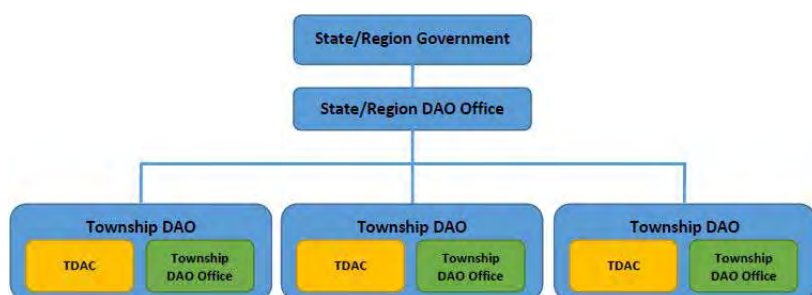 State/Region Government
State/Region DAO Office
Township DAO
TDAC
Township
DAO Office
Township DAO
TDAC
Township
DAO Office
Township DAO
TDAC
Township
DAO Office